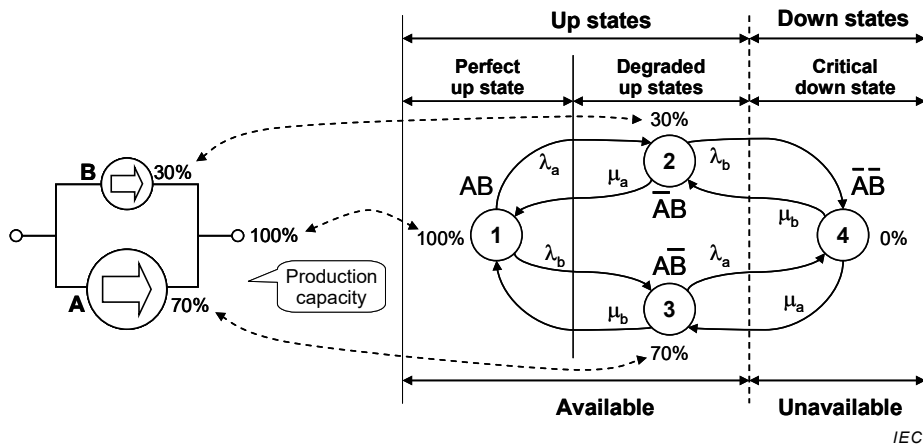 Up states
Down states
Perfect
up state
Degraded
up states
Critical
down state
30%
B
30%
λa
2
λb
AB
μa
A̅B
μb
A̅B̅
100%
100%
1
4
0%
λb
AB̅
λa
Production
capacity
A
70%
μb
3
μa
70%
Available
Unavailable
IEC